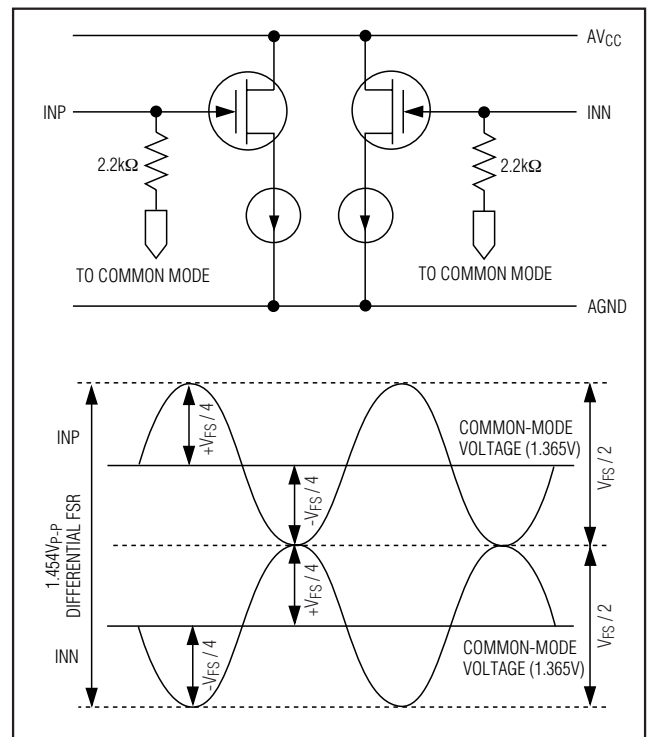 AVCC
INP
INN
2.2kΩ
2.2kΩ
TO COMMON MODE
TO COMMON MODE
AGND
INP
+VFS / 4
COMMON-MODE
VOLTAGE (1.365V)
VFS / 2
-VFS / 4
1.454VP-P
DIFFERENTIAL FSR
+VFS / 4
INN
-VFS / 4
COMMON-MODE
VOLTAGE (1.365V)
VFS / 2